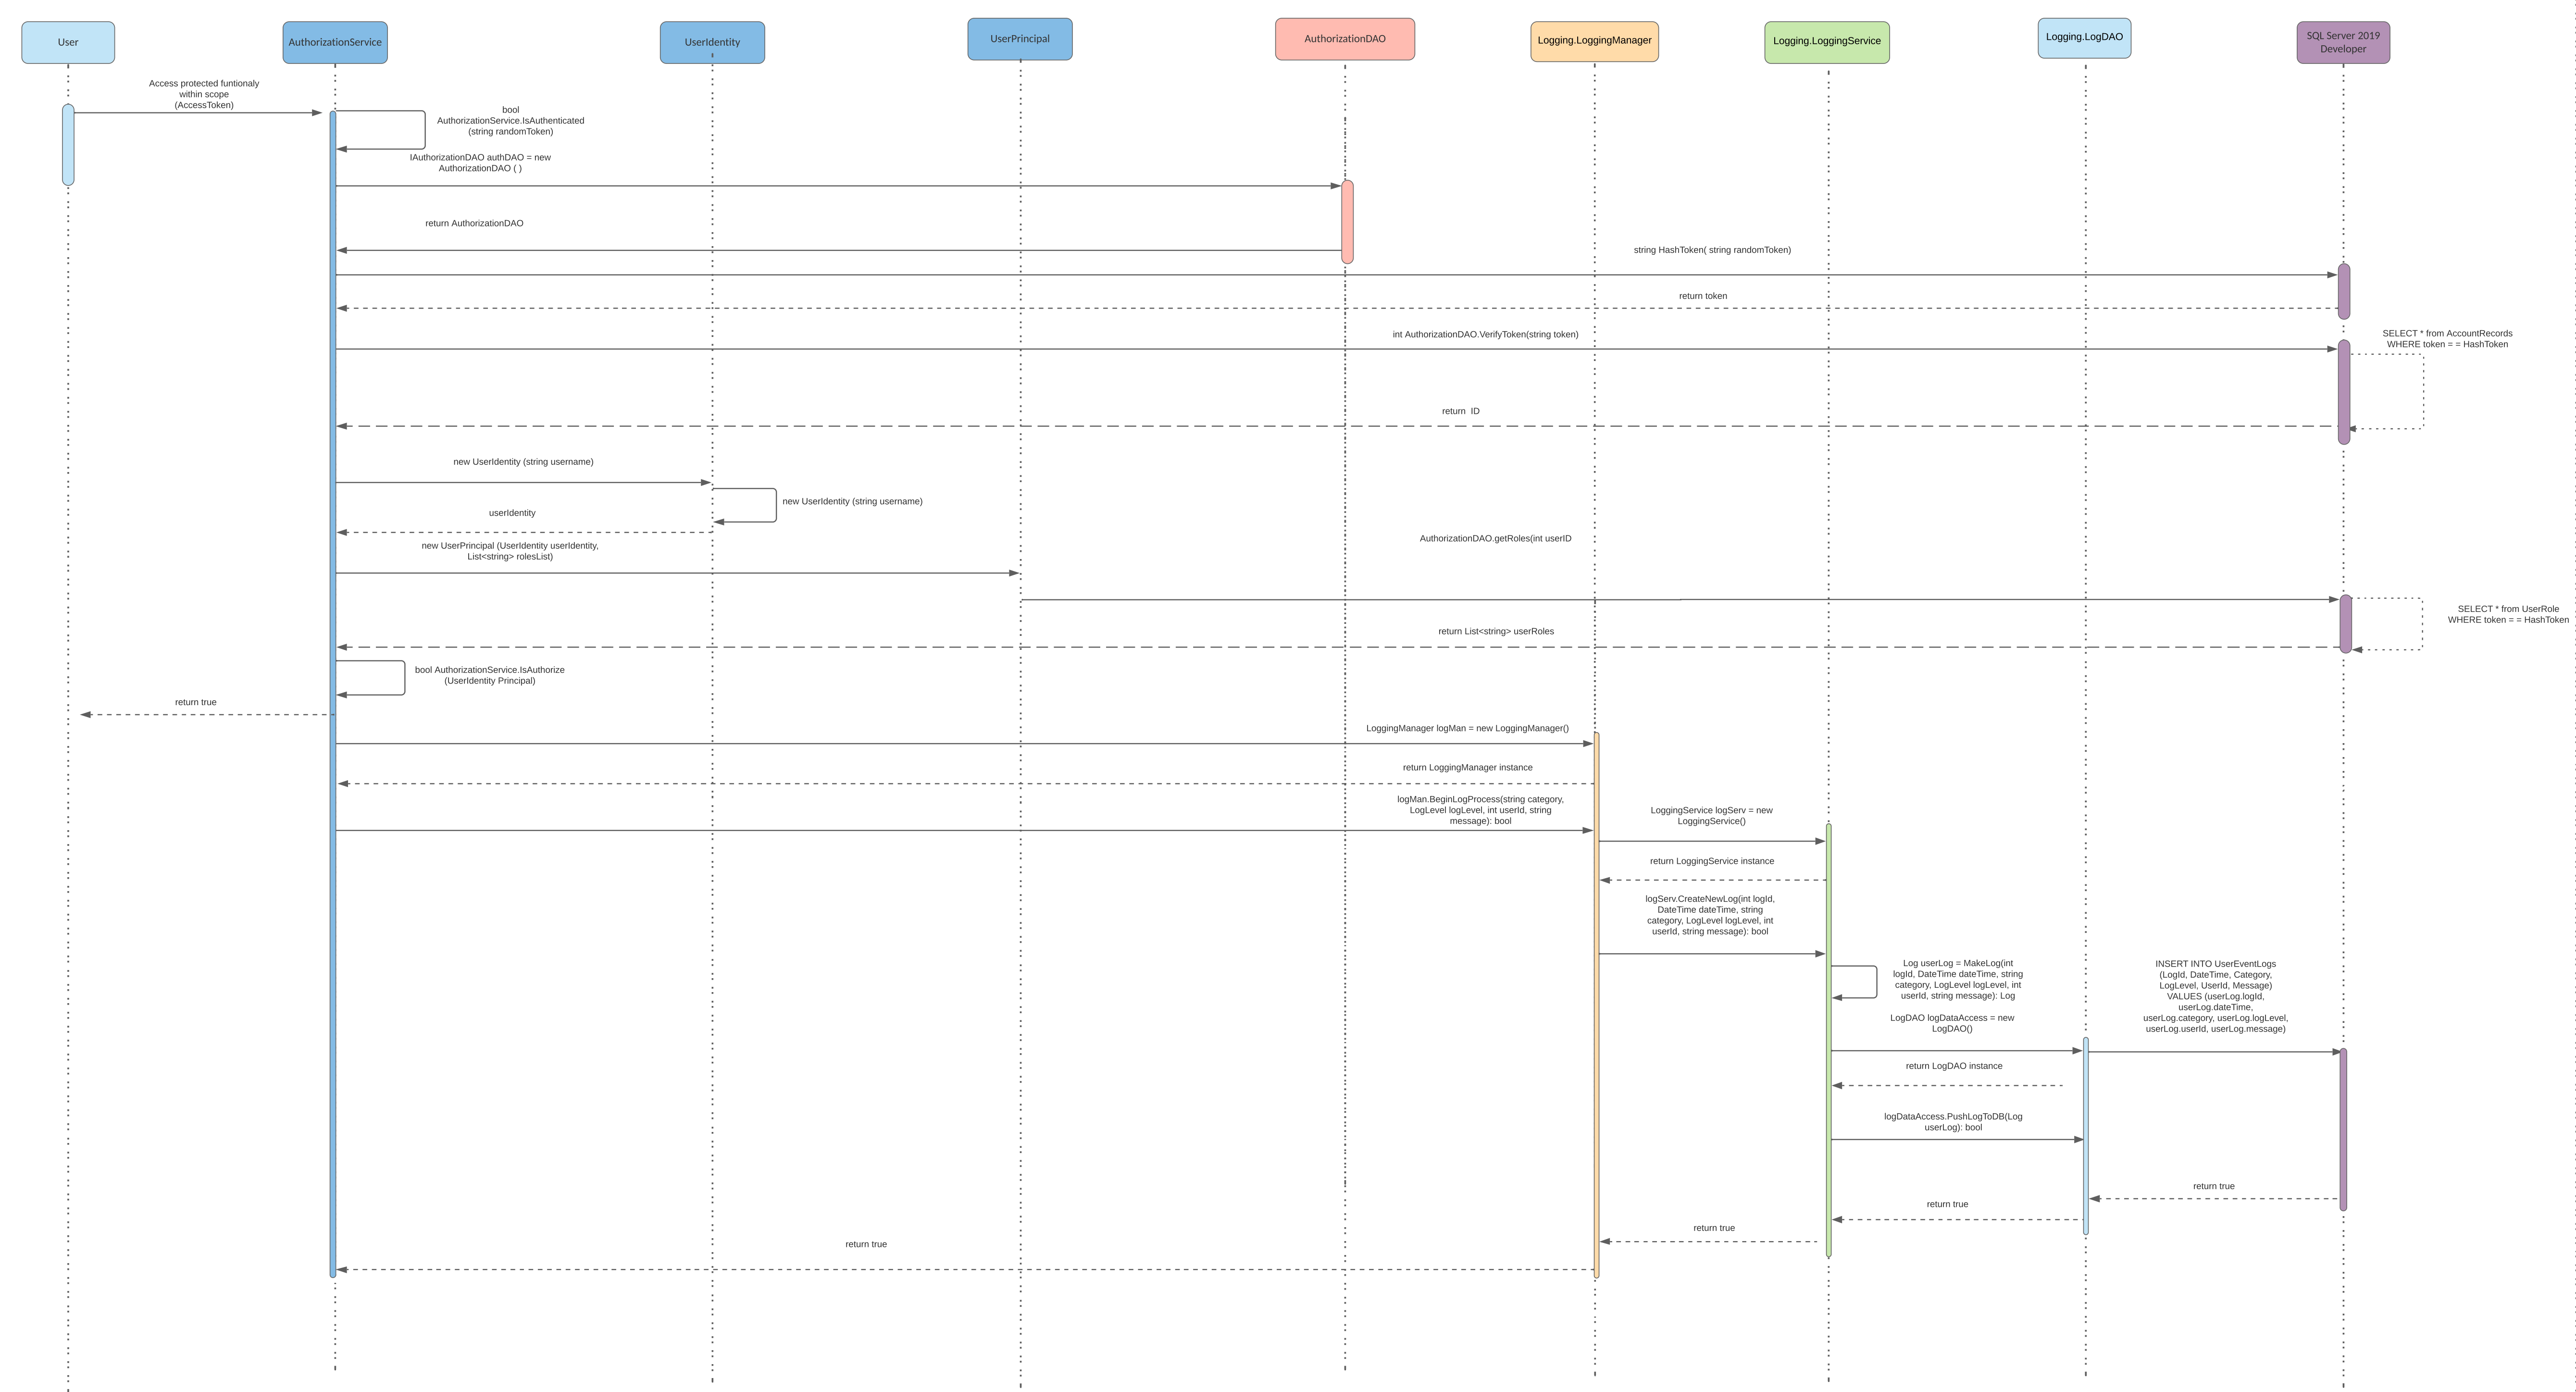 User
AuthorizationService
UserIdentity
UserPrincipal
AuthorizationDAO
Logging.LoggingManager
Logging.LoggingService
Logging.LogDAO
SQL Server 2019
Developer
Access protected funtionaly
within scope
(AccessToken)
bool
AuthorizationService.IsAuthenticated
(string randomToken)
IAuthorizationDAO authDAO = new
AuthorizationDAO ( )
return AuthorizationDAO
string HashToken( string randomToken)
return token
int AuthorizationDAO.VerifyToken(string token)
SELECT * from AccountRecords
WHERE token = = HashToken
return  ID
new UserIdentity (string username)
new UserIdentity (string username)
userIdentity
new UserPrincipal (UserIdentity userIdentity,
List<string> rolesList)
AuthorizationDAO.getRoles(int userID
SELECT * from UserRole
WHERE token = = HashToken
return List<string> userRoles
bool AuthorizationService.IsAuthorize
(UserIdentity Principal)
return true
LoggingManager logMan = new LoggingManager()
return LoggingManager instance
logMan.BeginLogProcess(string category,
LogLevel logLevel, int userId, string
message): bool
LoggingService logServ = new
LoggingService()
return LoggingService instance
logServ.CreateNewLog(int logId,
DateTime dateTime, string
category, LogLevel logLevel, int
userId, string message): bool
Log userLog = MakeLog(int
logId, DateTime dateTime, string
category, LogLevel logLevel, int
userId, string message): Log
LogDAO logDataAccess = new
LogDAO()
INSERT INTO UserEventLogs
(LogId, DateTime, Category,
LogLevel, UserId, Message)
VALUES (userLog.logId,
userLog.dateTime,
userLog.category, userLog.logLevel,
userLog.userId, userLog.message)
return LogDAO instance
logDataAccess.PushLogToDB(Log
userLog): bool
return true
return true
return true
return true